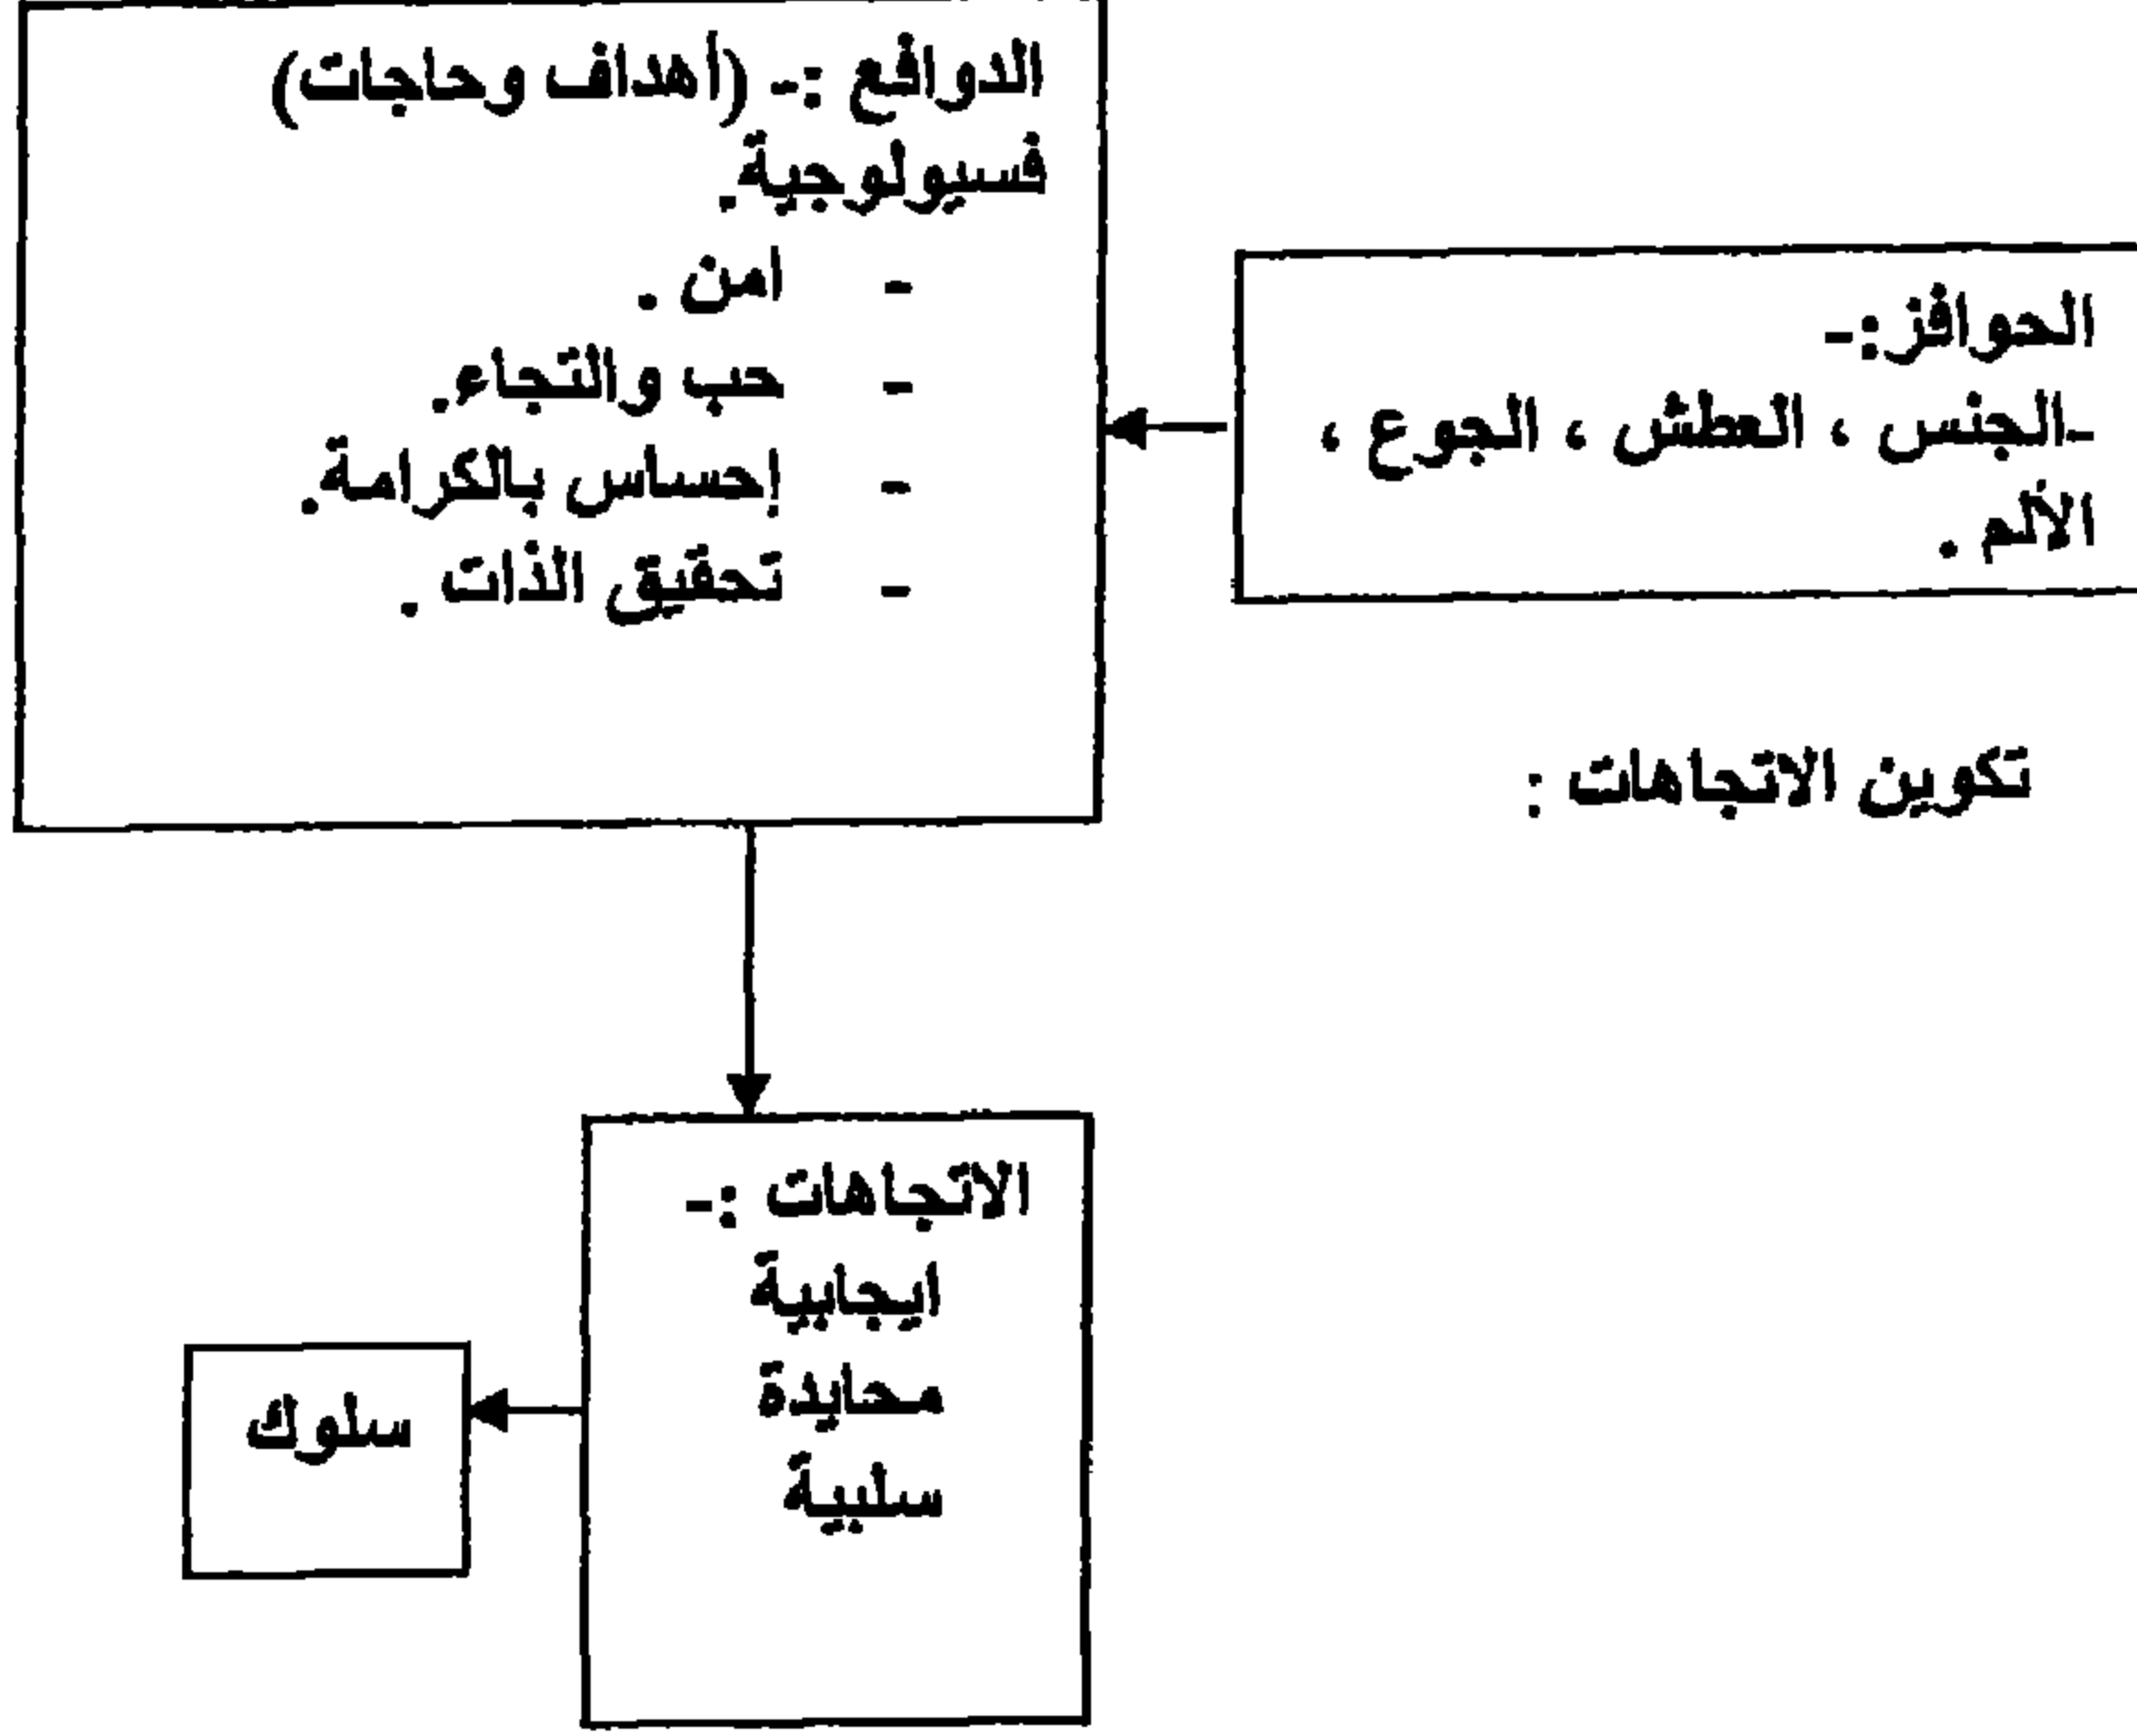 الدوافع :- (أهداف وحاجات)
فسيولوجية.
- امن .
- حب والتجاء.
- إحساس بالكرامة.
- تحقيق الذات .
الحوافز:-
-الجنس ، العطش ، الجوع ،
الألم .
تكوين الاتجاهات :
الاتجاهات :-
ايجابية
محايدة
سلبية
سلوك